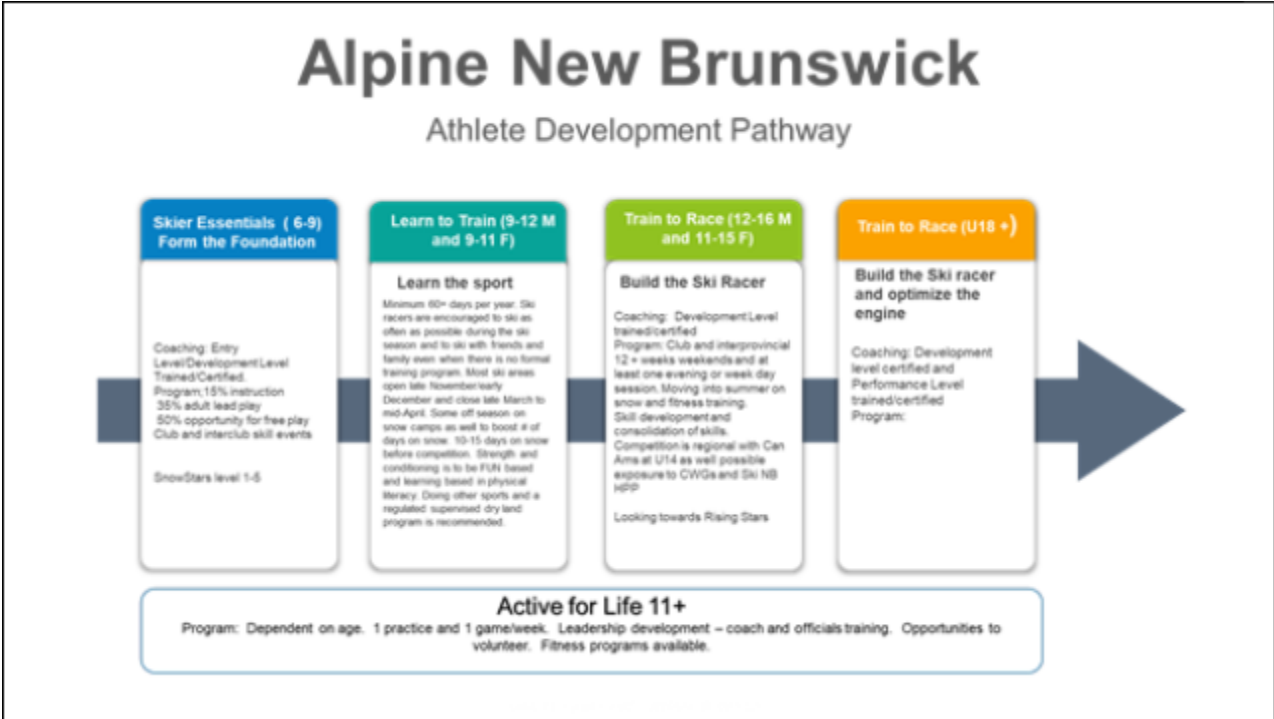 Alpine New Brunswick
Athlete Development Pathway
Skier Essentials ( 6-9)
Form the Foundation
Coaching: Entry
Level/Development Level
Trained/Certified.
Program;15% instruction
35% adult lead play
50% opportunity for free play
Club and interclub skill events
SnowStars level 1-5
Learn to Train (9-12 M
and 9-11 F)
Learn the sport
Minimum 60+ days per year. Ski
racers are encouraged to ski as
often as possible during the ski
season and to ski with friends and
family even when there is no formal
training program. Most ski areas
open late November/early
December and close late March to
mid-April. Some off season on
snow camps as well to boost # of
days on snow. 10-15 days on snow
before competition. Strength and
conditioning is to be FUN based
and learning based in physical
literacy. Doing other sports and a
regulated supervised dry land
program is recommended.
Train to Race (12-16 M
and 11-15 F)
Build the Ski Racer
Coaching: Development Level
trained/certified
Program: Club and interprovincial
12 + weeks weekends and at
least one evening or week day
session. Moving into summer on
snow and fitness training.
Skill development and
consolidation of skills.
Competition is regional with Can
Ams at U14 as well possible
exposure to CWGs and Ski NB
HPP
Looking towards Rising Stars
Train to Race (U18 +)
Build the Ski racer
and optimize the
engine
Coaching: Development
level certified and
Performance Level
trained/certified
Program:
Active for Life 11+
Program: Dependent on age. 1 practice and 1 game/week. Leadership development – coach and officials training. Opportunities to
volunteer. Fitness programs available.